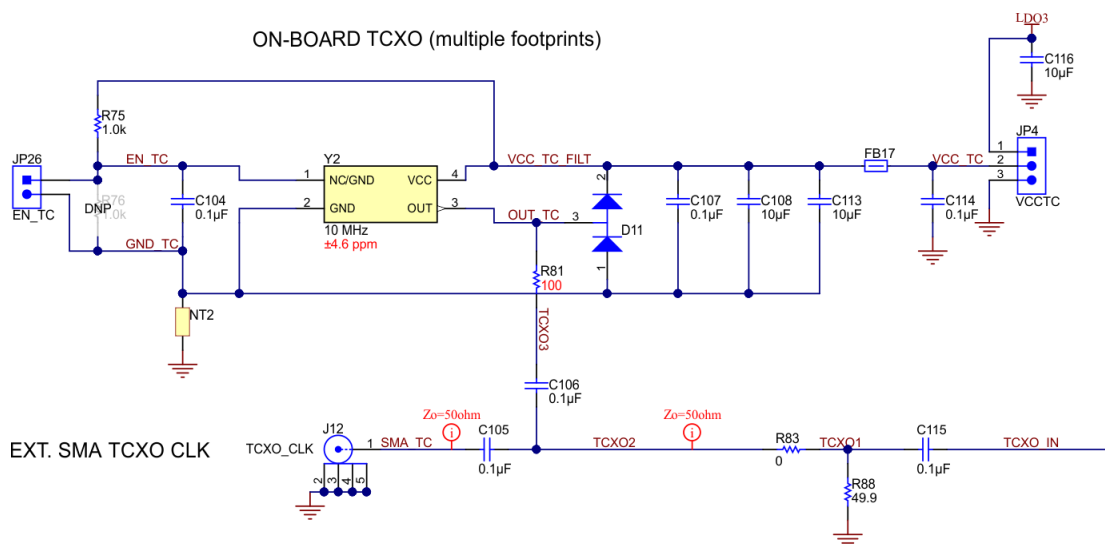 LDO3
ON-BOARD TCXO (multiple footprints)
C116
10µF
R75
1.0k
JP4
JP26
EN_TC
Y2
VCC_TC_FILT
FB17
VCC_TC
1
2
3
1
NC/GND
VCC
4
2
GND
OUT
3
OUT_TC
3
2
D11
1
R76
1.0k
DNP
C104
0.1µF
C107
0.1µF
C108
10µF
C113
10µF
C114
0.1µF
VCCTC
EN_TC
GND_TC
10 MHz
±4.6 ppm
R81
100
NT2
TCXO3
C106
0.1µF
EXT. SMA TCXO CLK
TCXO_CLK
J12
1
SMA_TC
Zo=50ohm
i
C105
0.1µF
TCXO2
Zo=50ohm
i
R83
0
TCXO1
C115
0.1µF
TCXO_IN
2
3
4
5
R88
49.9